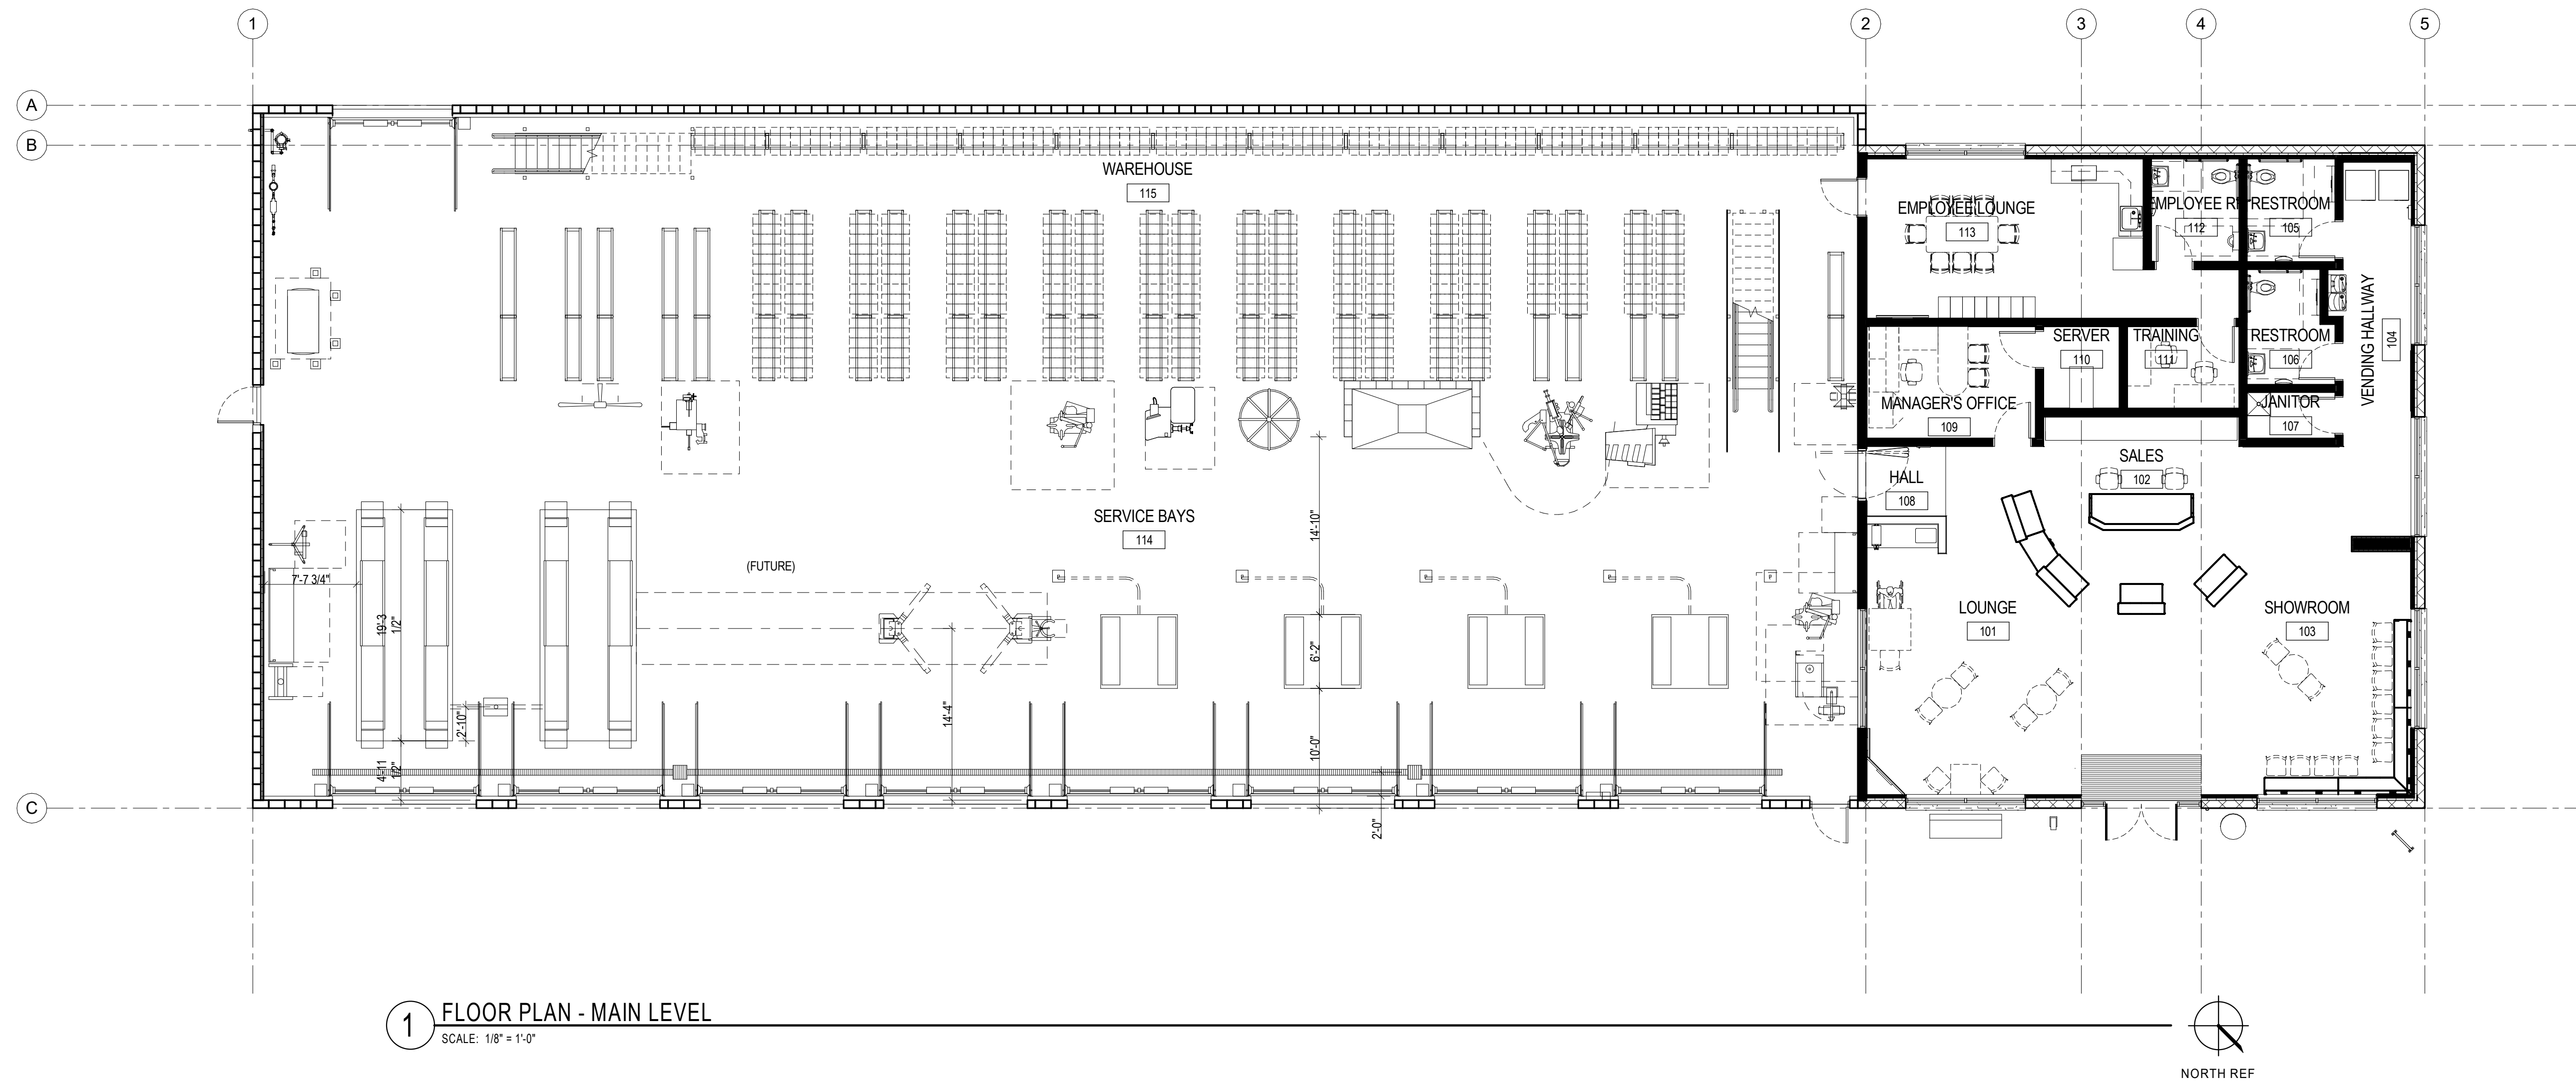 1
2
3
4
5
A
B
C
WAREHOUSE
115
EMPLOYEE LOUNGE
113
EMPLOYEE R
112
RESTROOM
105
VENDING HALLWAY
104
SERVER
110
TRAINING
111
RESTROOM
106
MANAGER'S OFFICE
109
JANITOR
107
HALL
108
SALES
102
SERVICE BAYS
114
(FUTURE)
14'-10"
7'-7 3/4"
19'-3
1/2"
6'-2"
LOUNGE
101
SHOWROOM
103
2'-10"
14'-4"
10'-0"
4'-11
1/2"
2'-0"
1
FLOOR PLAN - MAIN LEVEL
SCALE: 1/8" = 1'-0"
NORTH REF